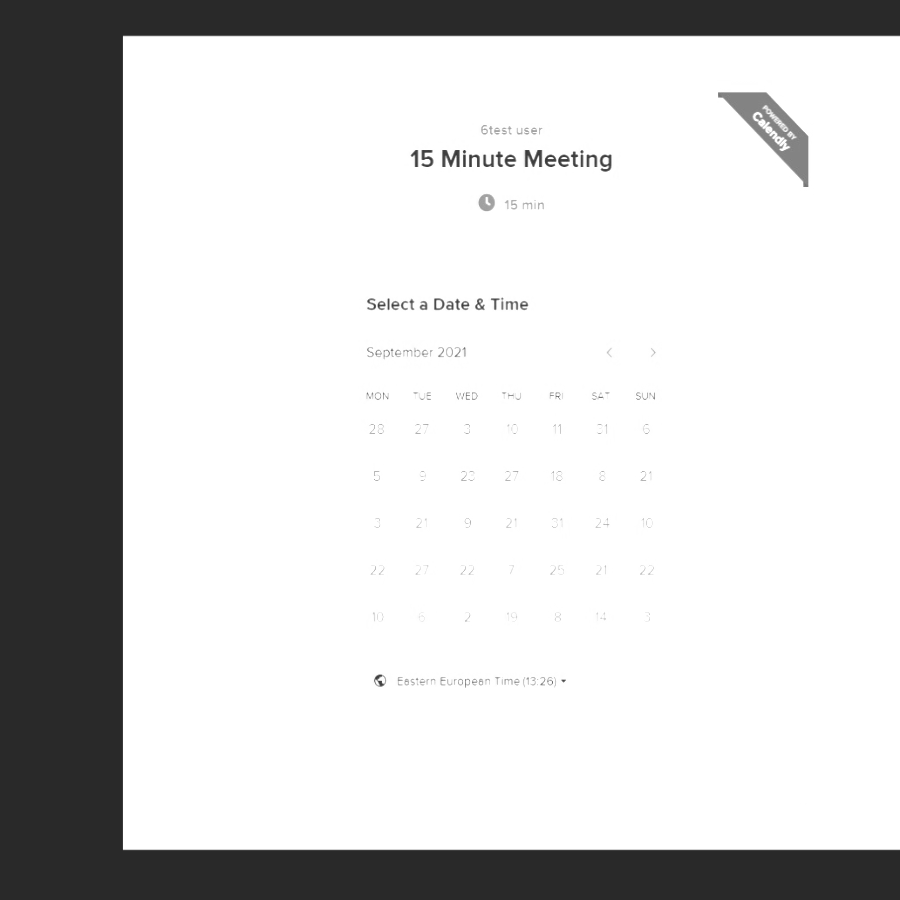 6test user
POWERED BY
Calendly
15 Minute Meeting
15 min
Select a Date & Time
September 2021
MON TUE WED THU FRI SAT SUN
28 27 3 10 11 31 6
5 9 23 27 18 8 21
3 21 9 21 31 24 10
22 27 22 7 25 21 22
10 6 2 19 8 14 3
Eastern European Time (13:26)